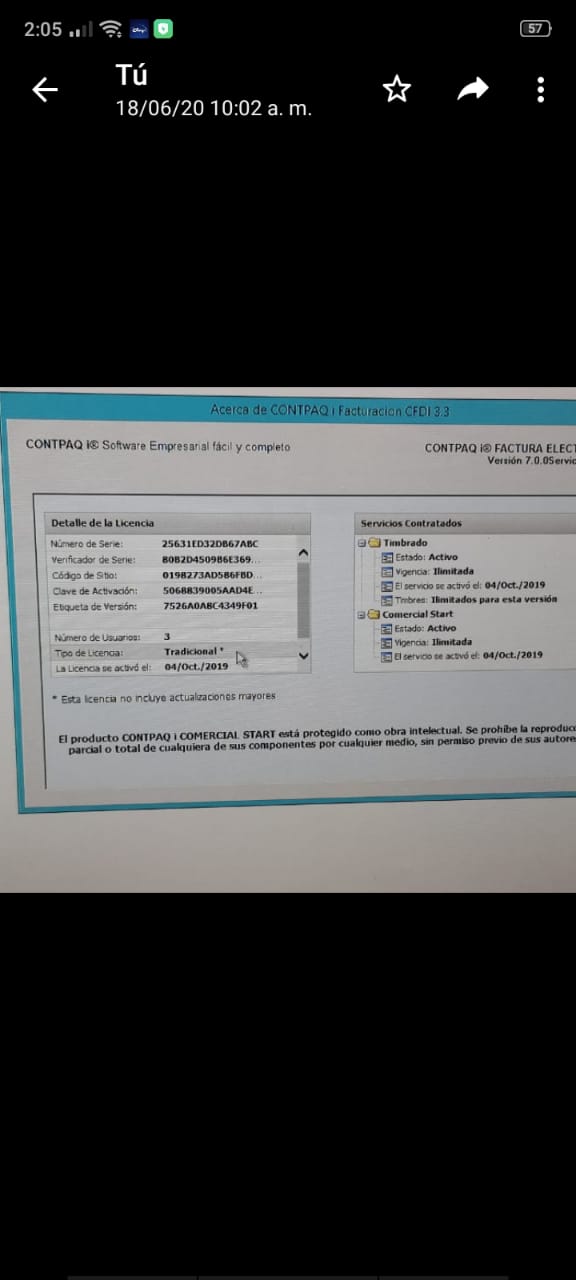 2:05
57
Tú
18/06/20 10:02 a. m.
Acerca de CONTPAQ i Facturacion CFDI 3.3
CONTPAQ i® Software Empresarial fácil y completo
CONTPAQ i® FACTURA ELECT
Versión 7.0.0Servic
Detalle de la Licencia
Número de Serie: 25631ED32DB67ABC
Verificador de Serie: B0B2D4509B6E369...
Código de Sitio: 0198273AD5B6FBD...
Clave de Activación: 5068839005AAD4E...
Etiqueta de Versión: 7526A0ABC4349F01
Número de Usuarios: 3
Tipo de Licencia: Tradicional *
La Licencia se activó el: 04/Oct./2019
Servicios Contratados
Timbrado
Estado: Activo
Vigencia: Ilimitada
El servicio se activó el: 04/Oct./2019
Timbres: Ilimitados para esta versión
Comercial Start
Estado: Activo
Vigencia: Ilimitada
El servicio se activó el: 04/Oct./2019
* Esta licencia no incluye actualizaciones mayores
El producto CONTPAQ i COMERCIAL START está protegido como obra intelectual. Se prohíbe la reproducc
parcial o total de cualquiera de sus componentes por cualquier medio, sin permiso previo de sus autore